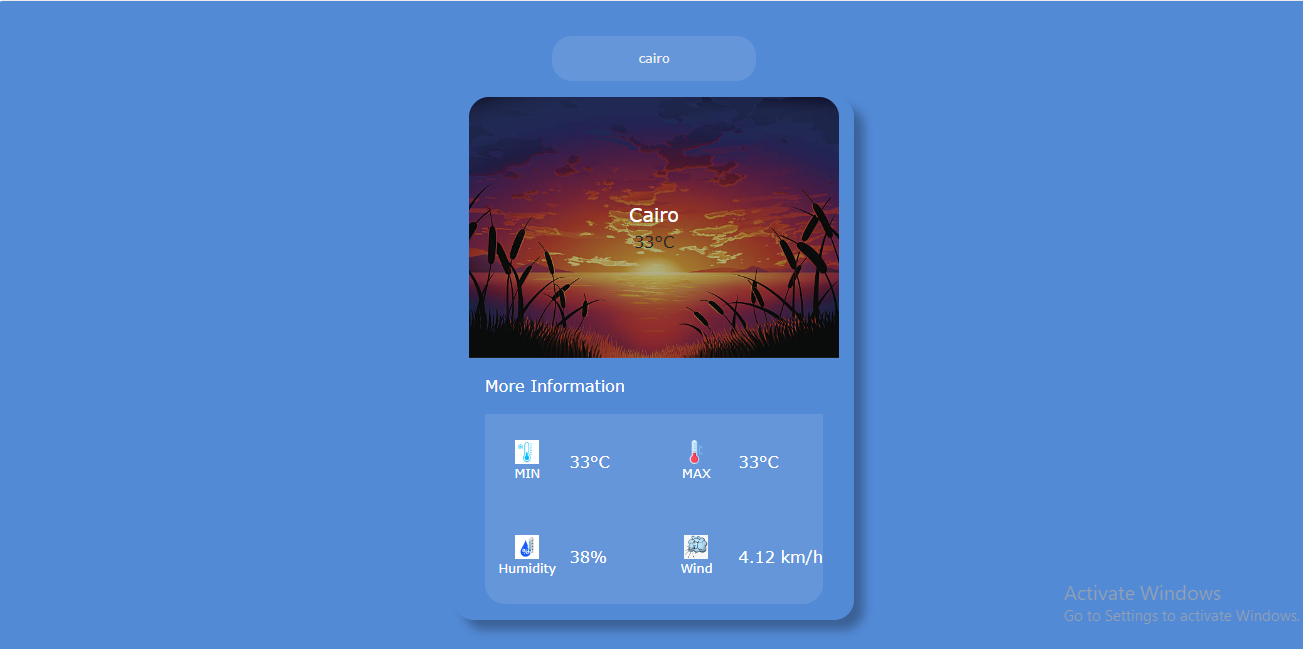 cairo
Cairo
33°C
More Information
33°C
MIN
33°C
MAX
38%
Humidity
4.12 km/h
Wind
Activate Windows
Go to Settings to activate Windows.